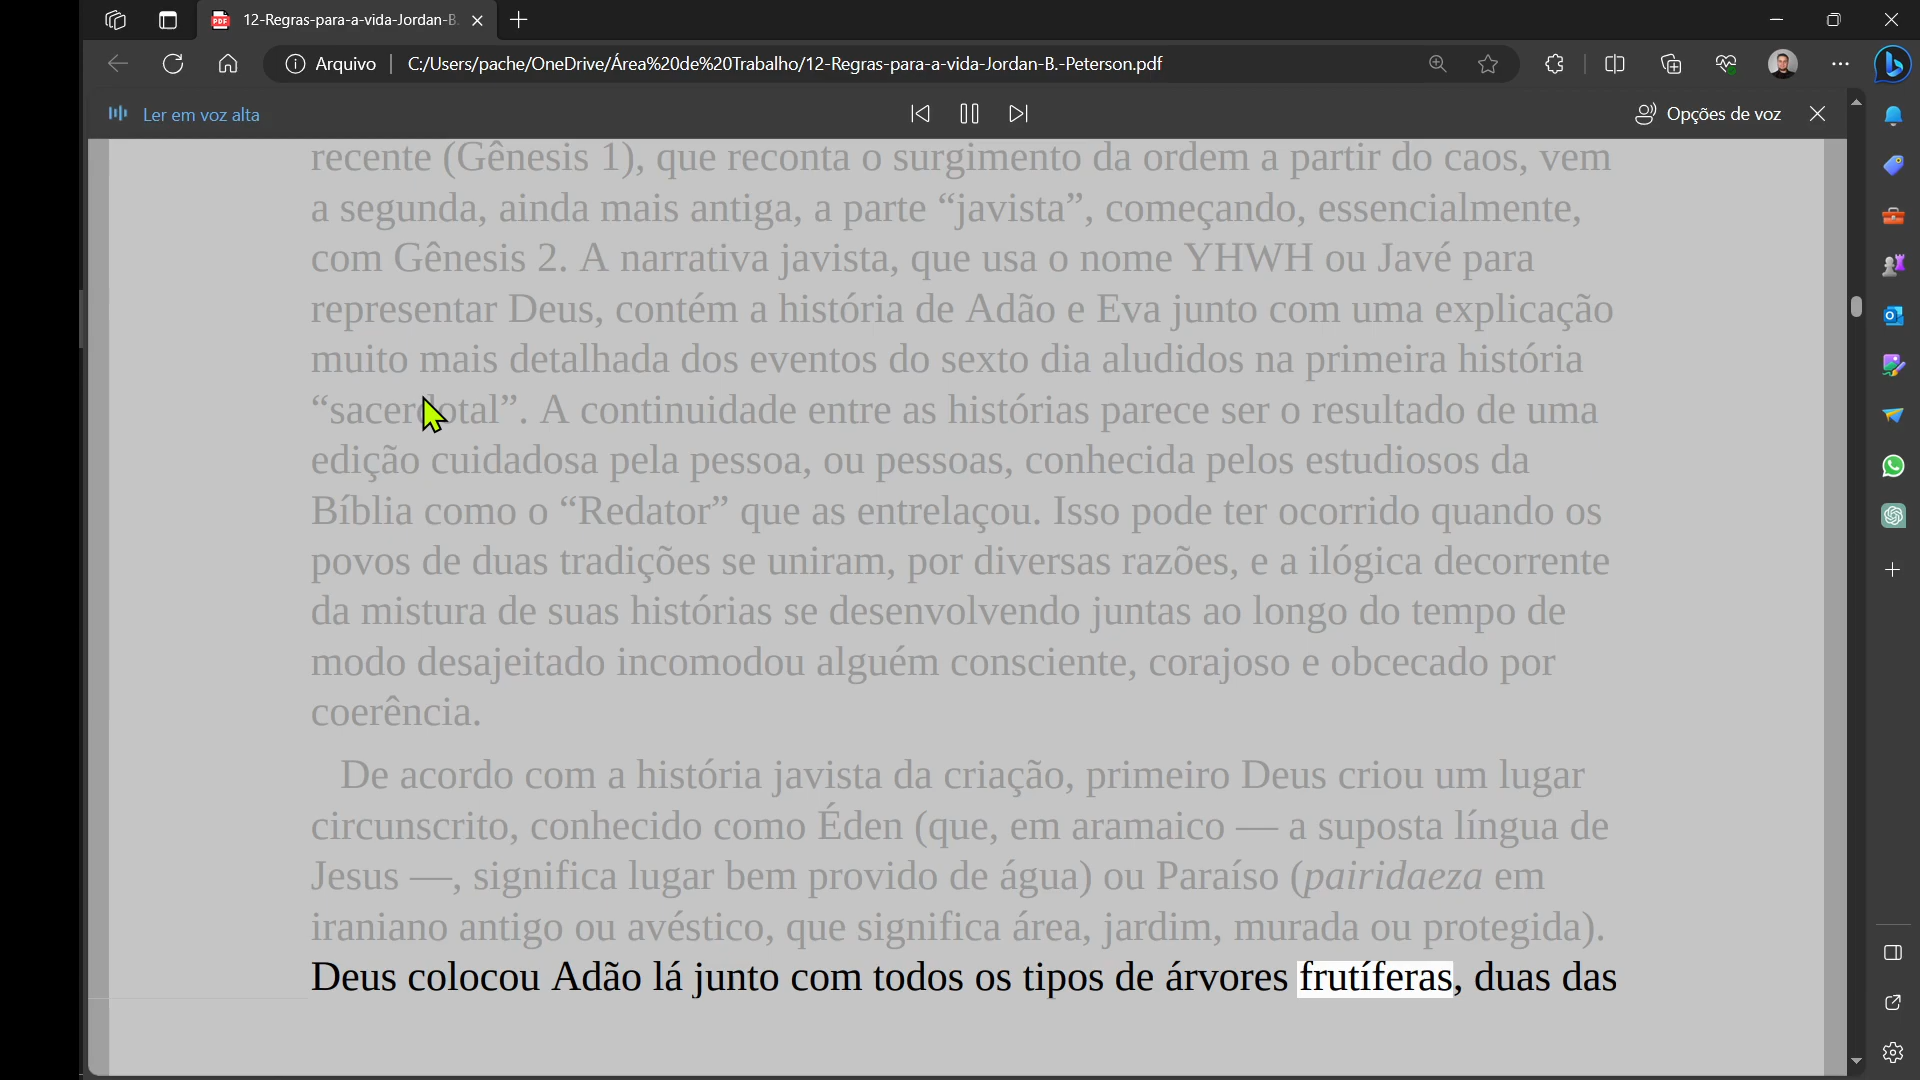 12-Regras-para-a-vida-Jordan-B.
Arquivo
C:/Users/pache/OneDrive/Área%20de%20Trabalho/12-Regras-para-a-vida-Jordan-B.-Peterson.pdf
Ler em voz alta
Opções de voz
recente (Gênesis 1), que reconta o surgimento da ordem a partir do caos, vem
a segunda, ainda mais antiga, a parte “javista”, começando, essencialmente,
com Gênesis 2. A narrativa javista, que usa o nome YHWH ou Javé para
representar Deus, contém a história de Adão e Eva junto com uma explicação
muito mais detalhada dos eventos do sexto dia aludidos na primeira história
“sacerdotal”. A continuidade entre as histórias parece ser o resultado de uma
edição cuidadosa pela pessoa, ou pessoas, conhecida pelos estudiosos da
Bíblia como o “Redator” que as entrelaçou. Isso pode ter ocorrido quando os
povos de duas tradições se uniram, por diversas razões, e a ilógica decorrente
da mistura de suas histórias se desenvolvendo juntas ao longo do tempo de
modo desajeitado incomodou alguém consciente, corajoso e obcecado por
coerência.
De acordo com a história javista da criação, primeiro Deus criou um lugar
circunscrito, conhecido como Éden (que, em aramaico — a suposta língua de
Jesus —, significa lugar bem provido de água) ou Paraíso (pairidaeza em
iraniano antigo ou avéstico, que significa área, jardim, murada ou protegida).
Deus colocou Adão lá junto com todos os tipos de árvores frutíferas, duas das